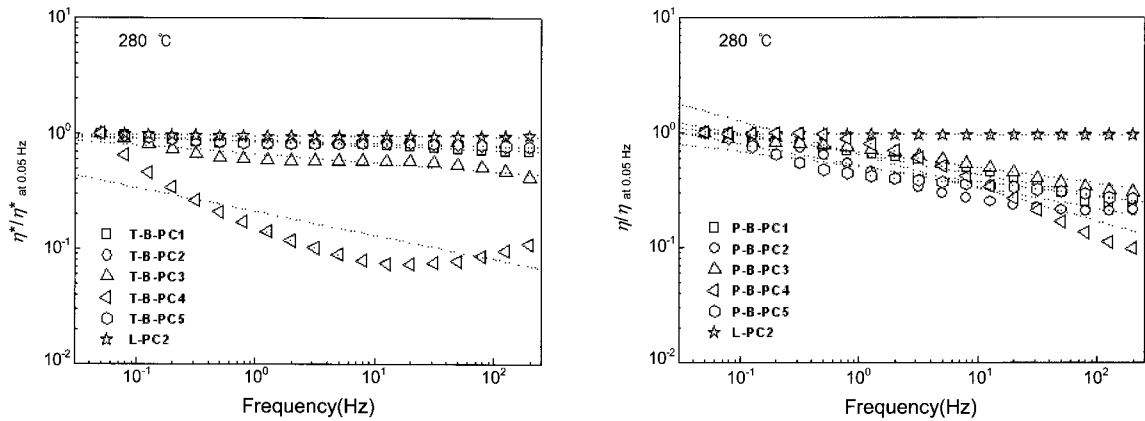 10¹
280 ℃
10⁰
10⁻¹
10⁻²
η*/η* at 0.05 Hz
T-B-PC1
T-B-PC2
T-B-PC3
T-B-PC4
T-B-PC5
L-PC2
10⁻¹
10⁰
10¹
10²
Frequency(Hz)
10¹
280 ℃
10⁰
10⁻¹
10⁻²
η/η at 0.05 Hz
P-B-PC1
P-B-PC2
P-B-PC3
P-B-PC4
P-B-PC5
L-PC2
10⁻¹
10⁰
10¹
10²
Frequency(Hz)